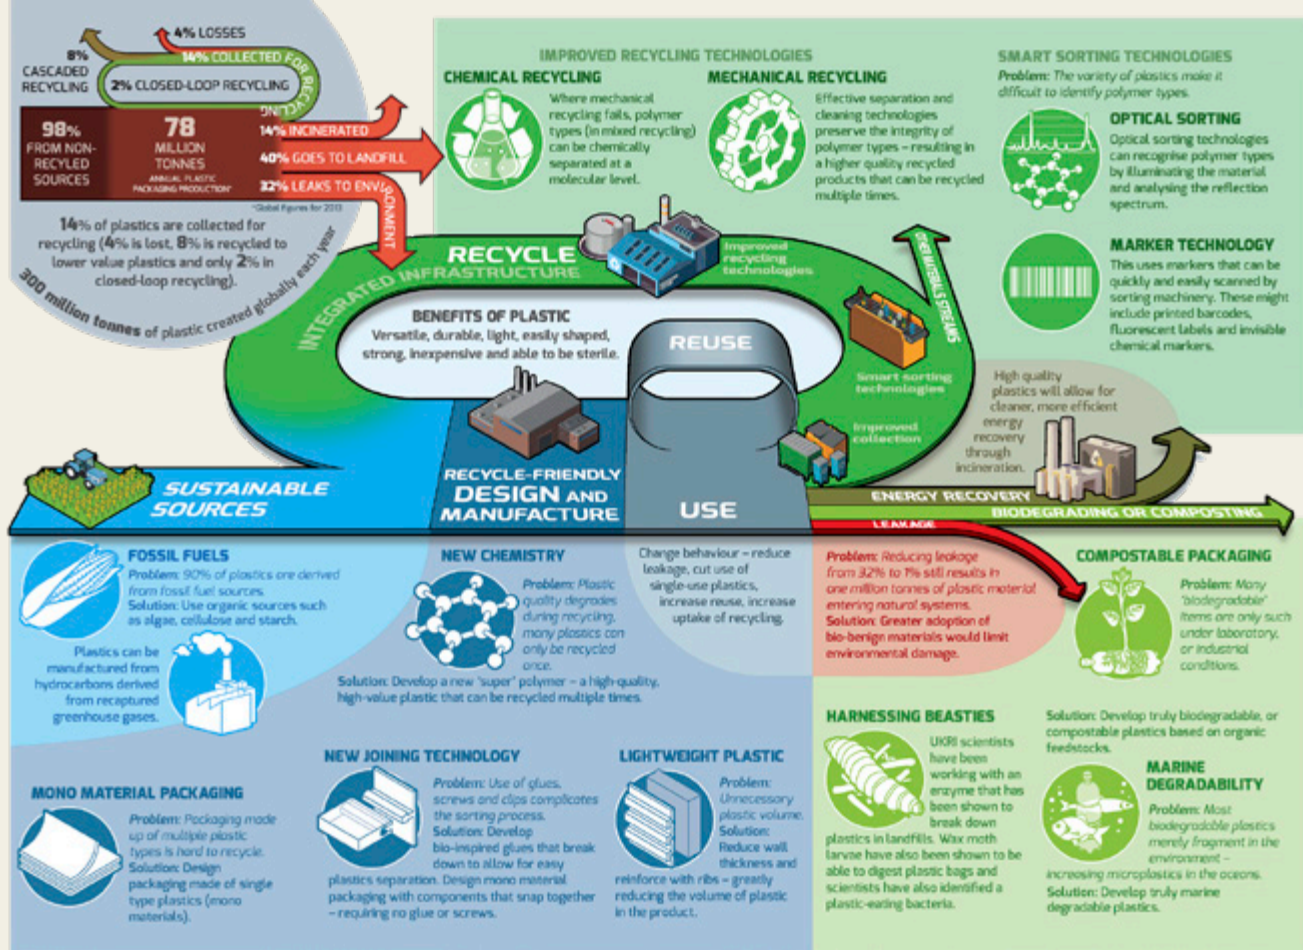 4% LOSSES
8%
CASCADED
RECYCLING
14% COLLECTED FOR RECYCLING
2% CLOSED-LOOP RECYCLING
98%
FROM NON-
RECYLED
SOURCES
78
MILLION
TONNES
ANNUAL PLASTIC
PACKAGING PRODUCTION*
14% INCINERATED
40% GOES TO LANDFILL
32% LEAKS TO ENVIRONMENT
*Global figures for 2013
14% of plastics are collected for
recycling (4% is lost, 8% is recycled to
lower value plastics and only 2% in
closed-loop recycling).
300 million tonnes of plastic created globally each year
IMPROVED RECYCLING TECHNOLOGIES
CHEMICAL RECYCLING
Where mechanical
recycling fails, polymer
types (in mixed recycling)
can be chemically
separated at a
molecular level.
MECHANICAL RECYCLING
Effective separation and
cleaning technologies
preserve the integrity of
polymer types – resulting in
a higher quality recycled
products that can be recycled
multiple times.
SMART SORTING TECHNOLOGIES
Problem: The variety of plastics make it
difficult to identify polymer types.
OPTICAL SORTING
Optical sorting technologies
can recognise polymer types
by illuminating the material
and analysing the reflection
spectrum.
MARKER TECHNOLOGY
This uses markers that can be
quickly and easily scanned by
sorting machinery. These might
include printed barcodes,
fluorescent labels and invisible
chemical markers.
RECYCLE
INTEGRATED INFRASTRUCTURE
Improved
recycling
technologies
OTHER MATERIALS STREAMS
BENEFITS OF PLASTIC
Versatile, durable, light, easily shaped,
strong, inexpensive and able to be sterile.
REUSE
Smart sorting
technologies
Improved
collection
High quality
plastics will allow for
cleaner, more efficient
energy
recovery
through
incineration.
SUSTAINABLE
SOURCES
RECYCLE-FRIENDLY
DESIGN AND
MANUFACTURE
USE
ENERGY RECOVERY
BIODEGRADING OR COMPOSTING
LEAKAGE
FOSSIL FUELS
Problem: 90% of plastics are derived
from fossil fuel sources.
Solution: Use organic sources such
as algae, cellulose and starch.
Plastics can be
manufactured from
hydrocarbons derived
from recaptured
greenhouse gases.
NEW CHEMISTRY
Problem: Plastic
quality degrades
during recycling,
many plastics can
only be recycled
once.
Solution: Develop a new 'super' polymer – a high-quality,
high-value plastic that can be recycled multiple times.
Change behaviour – reduce
leakage, cut use of
single-use plastics,
increase reuse, increase
uptake of recycling.
Problem: Reducing leakage
from 32% to 1% still results in
one million tonnes of plastic material
entering natural systems.
Solution: Greater adoption of
bio-benign materials would limit
environmental damage.
COMPOSTABLE PACKAGING
Problem: Many
'biodegradable'
items are only such
under laboratory,
or industrial
conditions.
Solution: Develop truly biodegradable, or
compostable plastics based on organic
feedstocks.
MONO MATERIAL PACKAGING
Problem: Packaging made
up of multiple plastic
types is hard to recycle.
Solution: Design
packaging made of single
type plastics (mono
materials).
NEW JOINING TECHNOLOGY
Problem: Use of glues,
screws and clips complicates
the sorting process.
Solution: Develop
bio-inspired glues that break
down to allow for easy
plastics separation. Design mono material
packaging with components that snap together
– requiring no glue or screws.
LIGHTWEIGHT PLASTIC
Problem:
Unnecessary
plastic volume.
Solution:
Reduce wall
thickness and
reinforce with ribs – greatly
reducing the volume of plastic
in the product.
HARNESSING BEASTIES
UKRI scientists
have been
working with an
enzyme that has
been shown to
break down
plastics in landfills. Wax moth
larvae have also been shown to be
able to digest plastic bags and
scientists have also identified a
plastic-eating bacteria.
MARINE
DEGRADABILITY
Problem: Most
biodegradable plastics
merely fragment in the
environment –
increasing microplastics in the oceans.
Solution: Develop truly marine
degradable plastics.